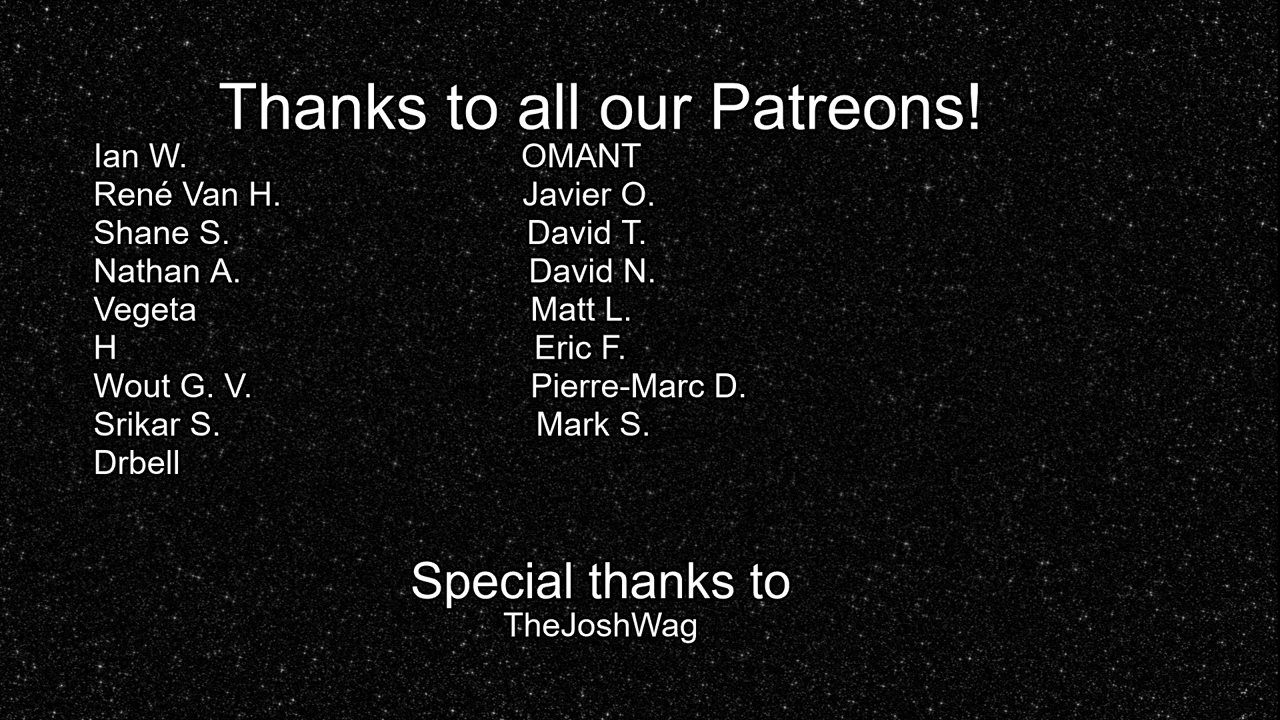 Thanks to all our Patreons!
Ian W.
René Van H.
Shane S.
Nathan A.
Vegeta
H
Wout G. V.
Srikar S.
Drbell
OMANT
Javier O.
David T.
David N.
Matt L.
Eric F.
Pierre-Marc D.
Mark S.
Special thanks to
TheJoshWag